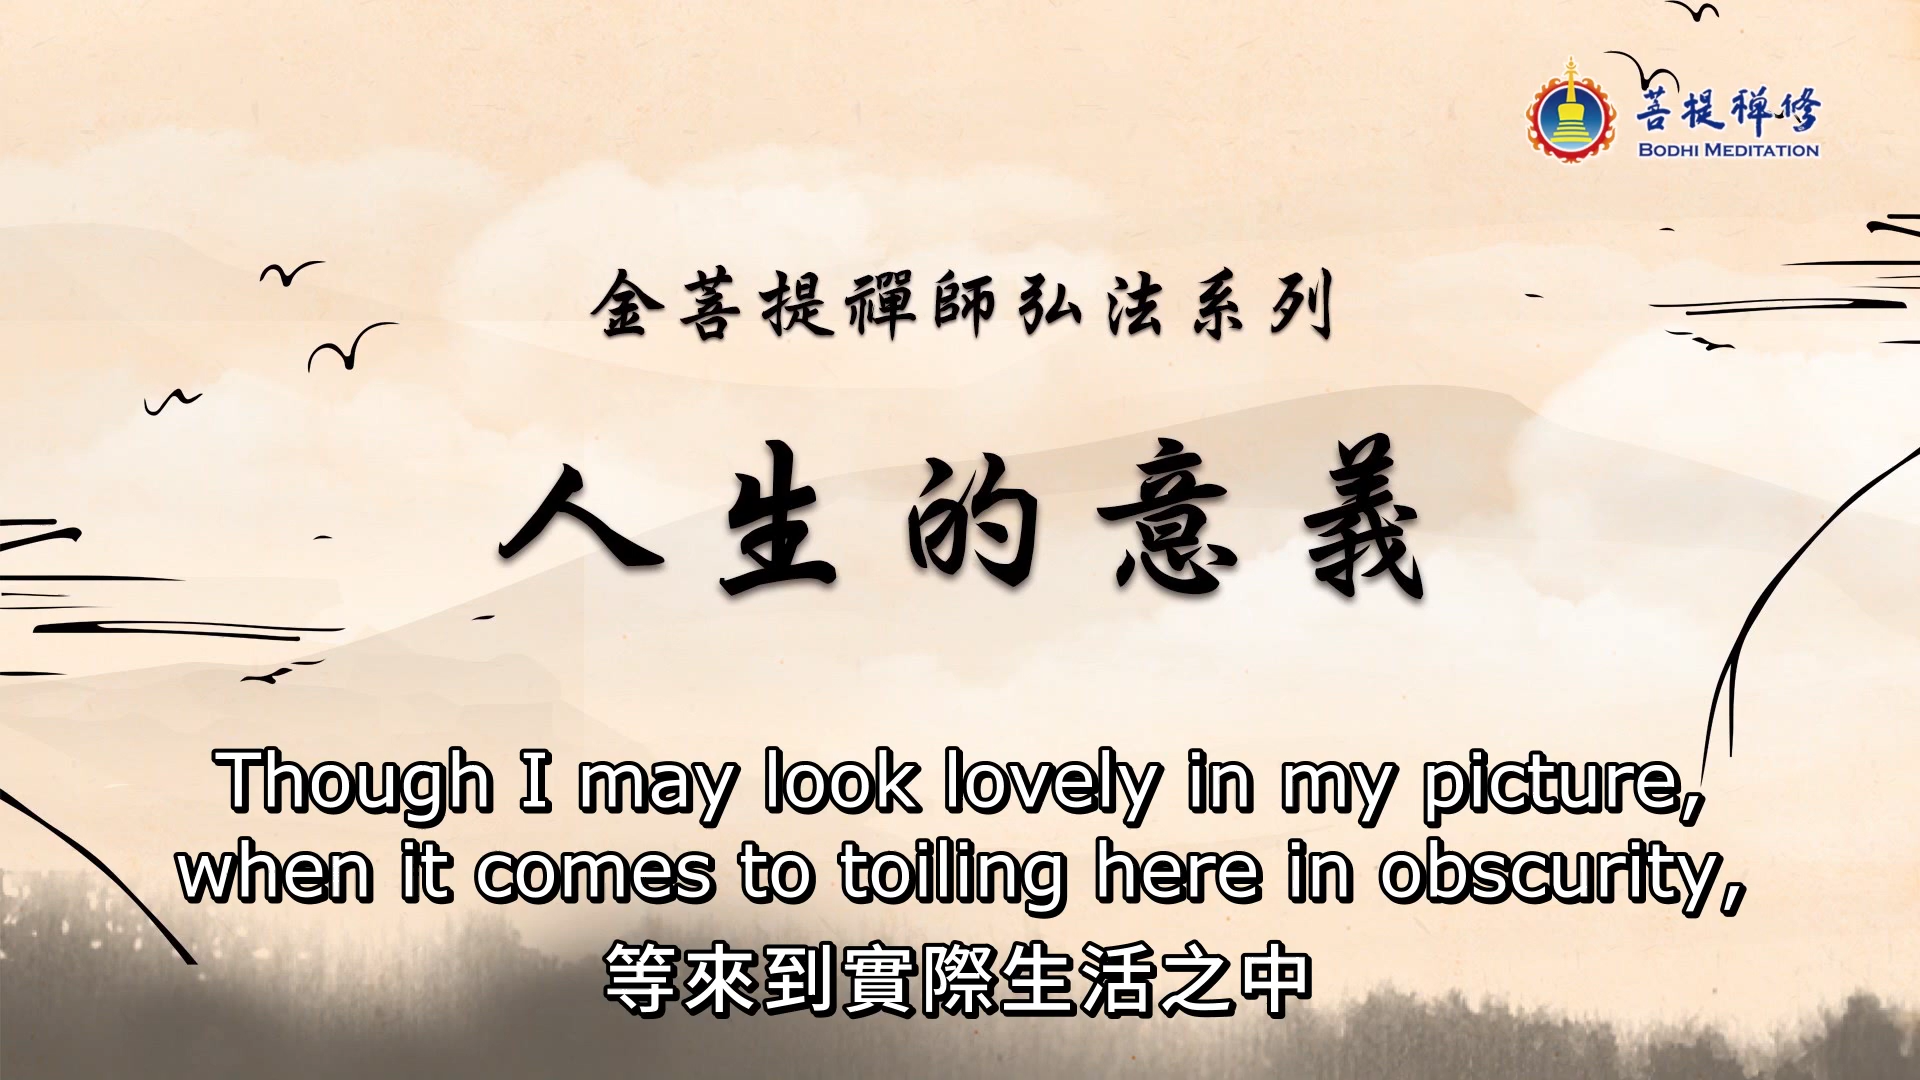 菩提禪修
BODHI MEDITATION
金菩提禪師弘法系列
人生的意義
Though I may look lovely in my picture,
when it comes to toiling here in obscurity,
等來到實際生活之中